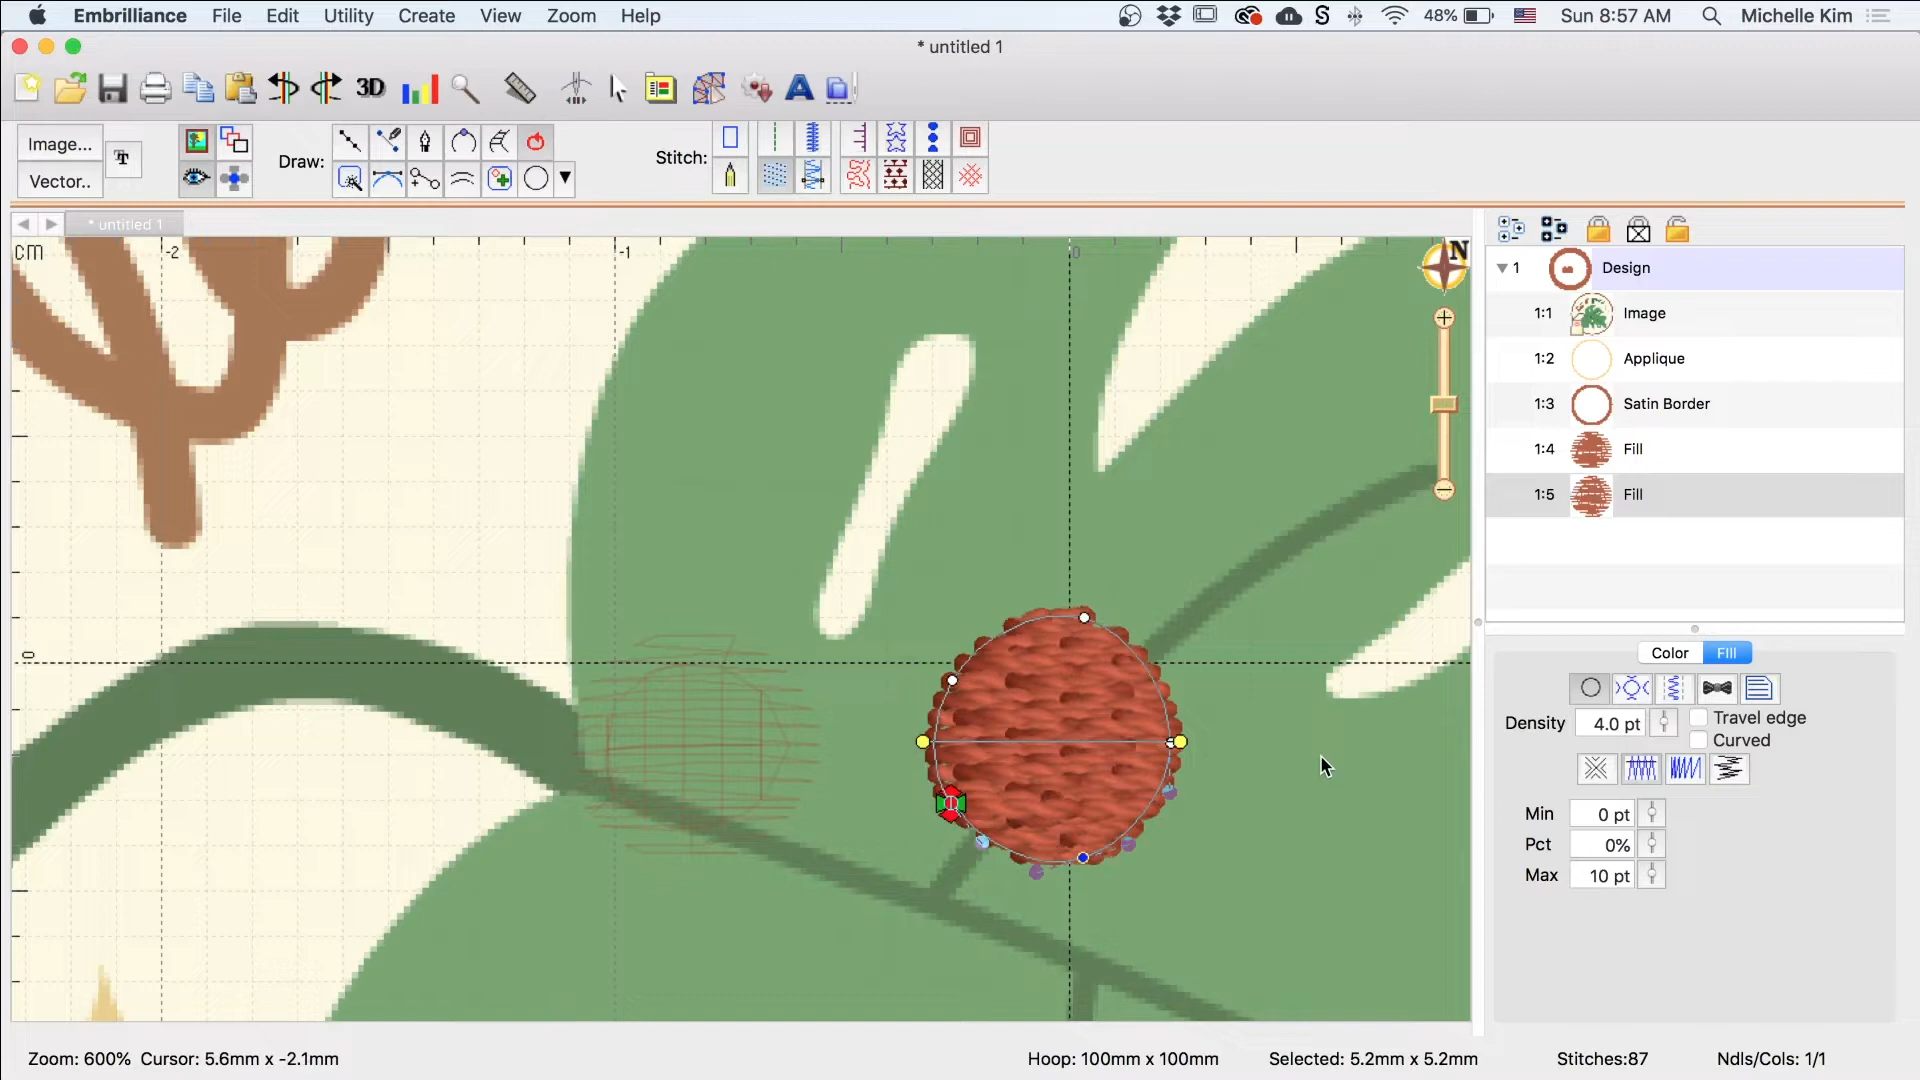 Embrilliance File Edit Utility Create View Zoom Help 48% Sun 8:57 AM Michelle Kim
* untitled 1
3D A
Image... T Draw: Stitch:
Vector..
* untitled 1
cm -2 -1 0 N
0
1 Design
1:1 Image
1:2 Applique
1:3 Satin Border
1:4 Fill
1:5 Fill
Color Fill
Density 4.0 pt Travel edge
Curved
Min 0 pt
Pct 0%
Max 10 pt
Zoom: 600% Cursor: 5.6mm x -2.1mm Hoop: 100mm x 100mm Selected: 5.2mm x 5.2mm Stitches:87 Ndls/Cols: 1/1